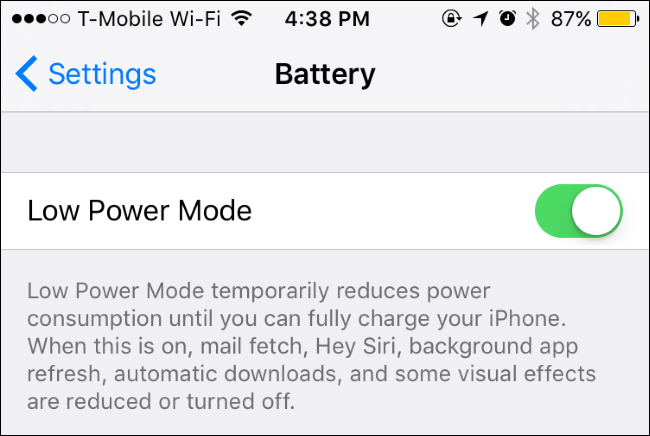 T-Mobile Wi-Fi 4:38 PM 87%
Settings Battery
Low Power Mode
Low Power Mode temporarily reduces power
consumption until you can fully charge your iPhone.
When this is on, mail fetch, Hey Siri, background app
refresh, automatic downloads, and some visual effects
are reduced or turned off.